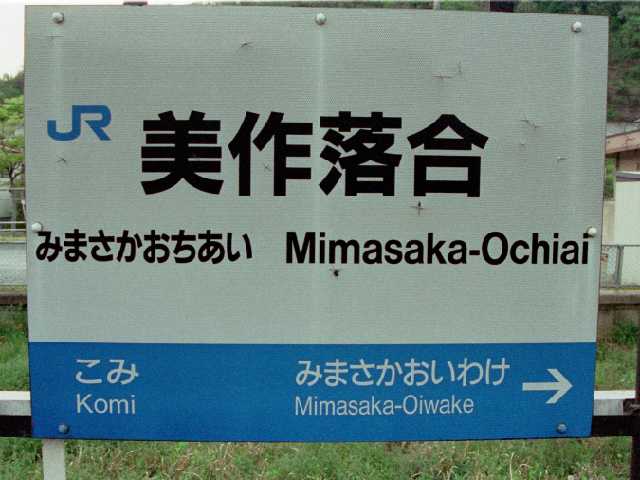 JR
美作落合
みまさかおちあい Mimasaka-Ochiai
こみ みまさかおいわけ
Komi Mimasaka-Oiwake